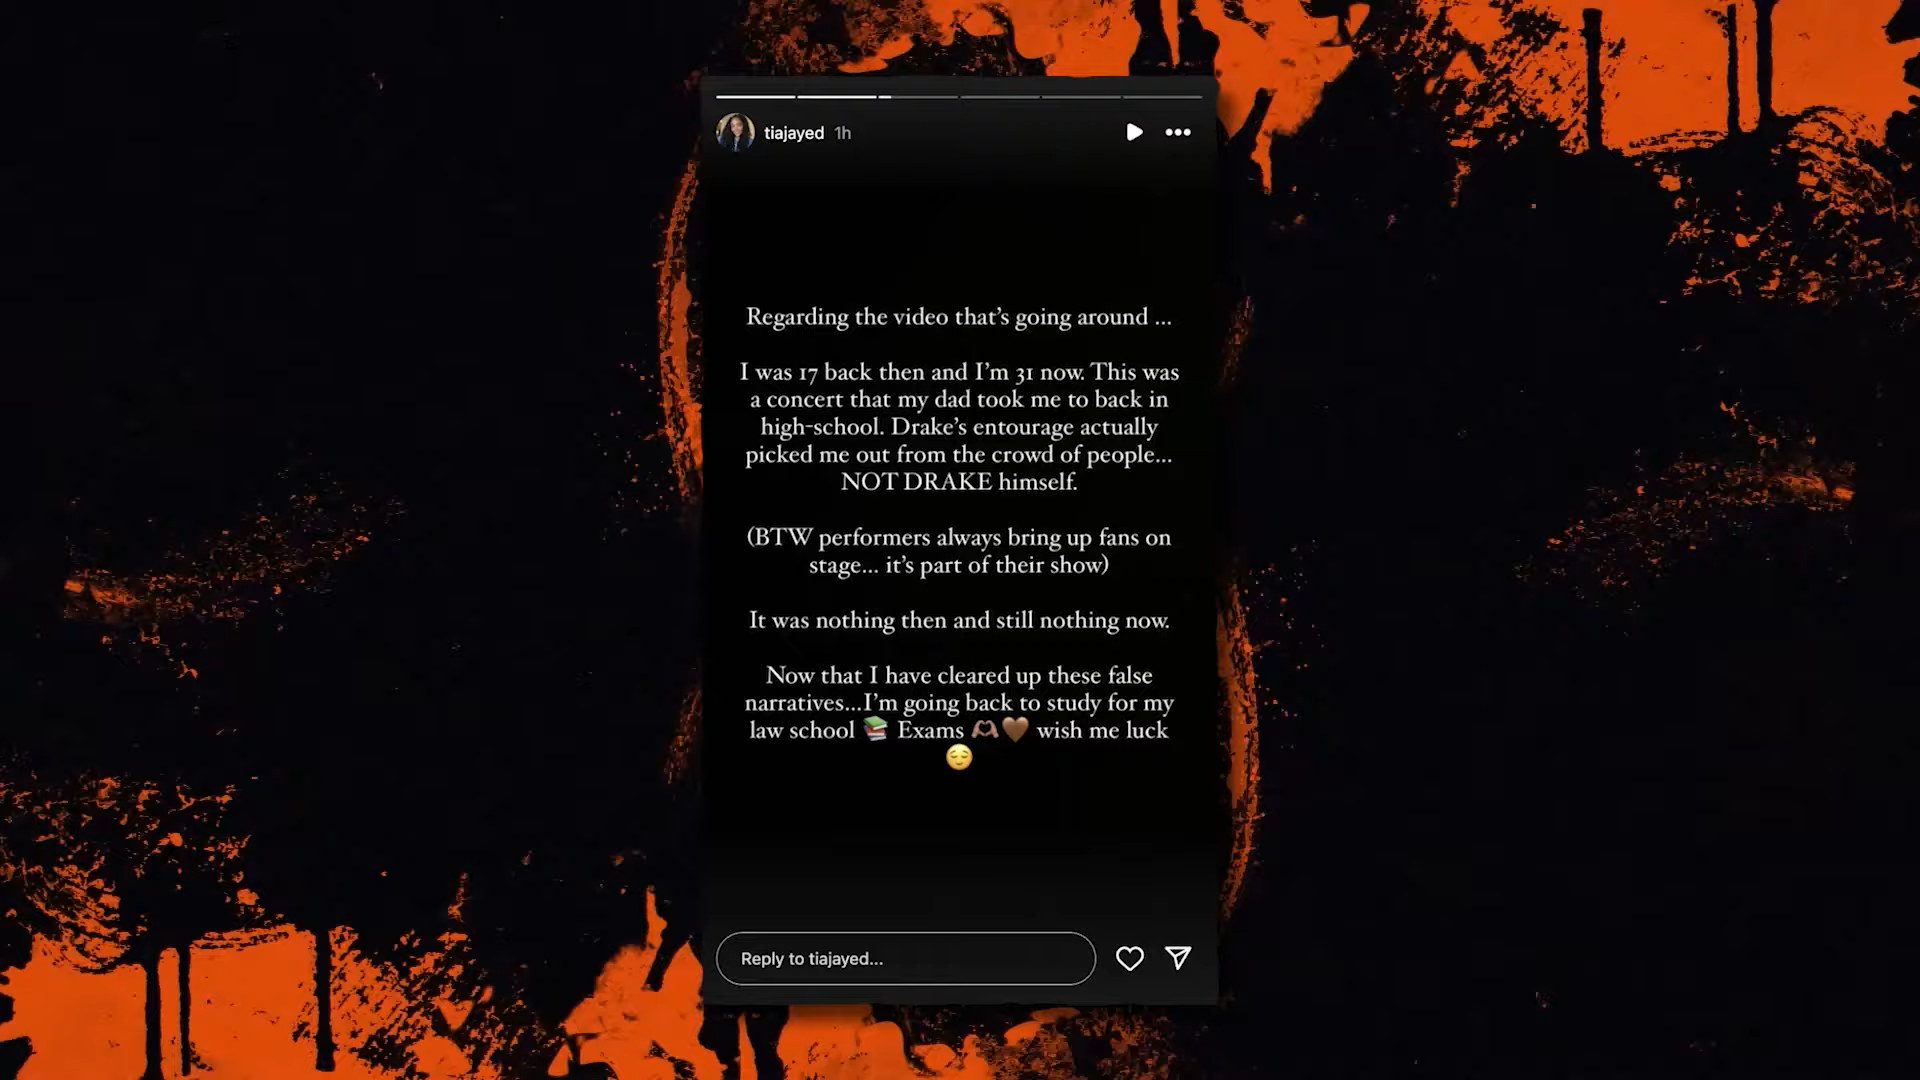 tiajayed 1h
Regarding the video that’s going around ...
I was 17 back then and I’m 31 now. This was
a concert that my dad took me to back in
high-school. Drake’s entourage actually
picked me out from the crowd of people...
NOT DRAKE himself.
(BTW performers always bring up fans on
stage... it’s part of their show)
It was nothing then and still nothing now.
Now that I have cleared up these false
narratives...I’m going back to study for my
law school 📚 Exams 🫶🏾🤎 wish me luck
😌
Reply to tiajayed...